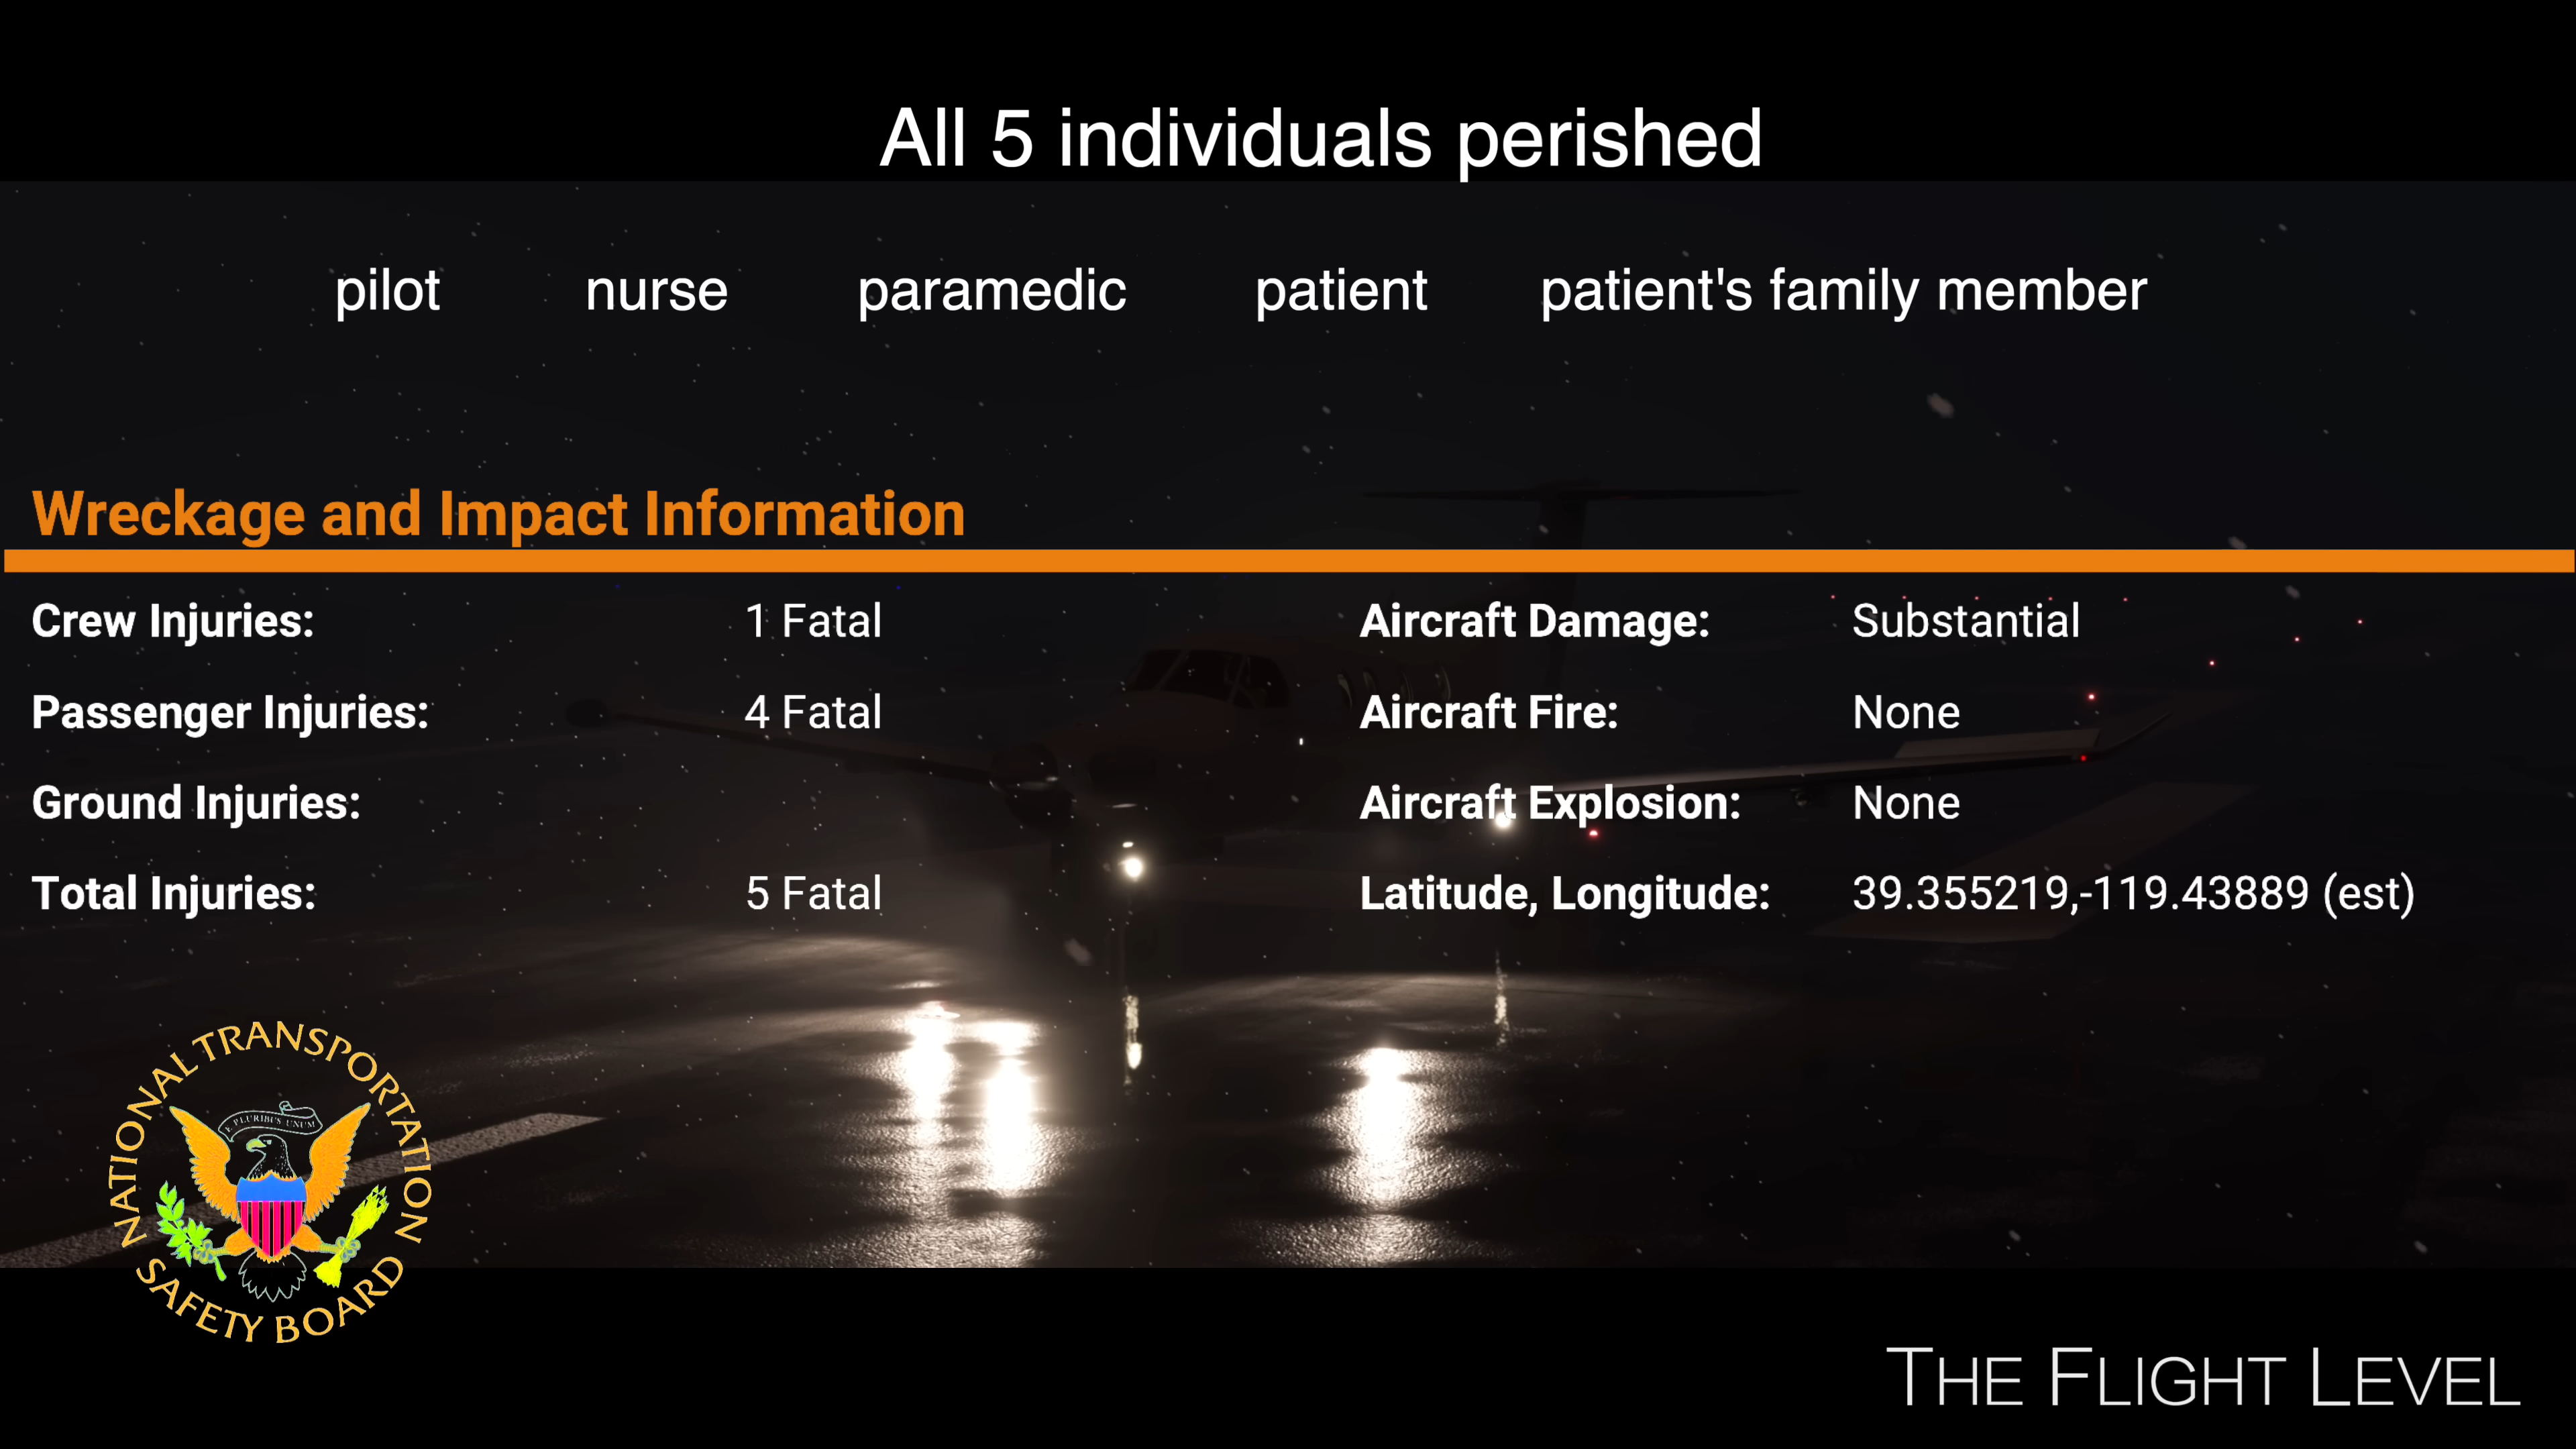 All 5 individuals perished
pilot nurse paramedic patient patient's family member
Wreckage and Impact Information
Crew Injuries: 1 Fatal Aircraft Damage: Substantial
Passenger Injuries: 4 Fatal Aircraft Fire: None
Ground Injuries: Aircraft Explosion: None
Total Injuries: 5 Fatal Latitude, Longitude: 39.355219,-119.43889 (est)
NATIONAL TRANSPORTATION
E PLURIBUS UNUM
SAFETY BOARD
THE FLIGHT LEVEL